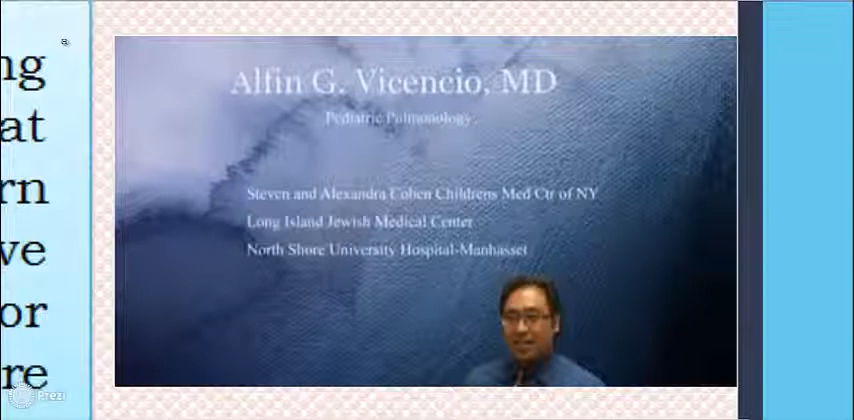 ng
at
rn
ve
or
re
Alfin G. Vicencio, MD
Pediatric Pulmonology
Steven and Alexandra Cohen Childrens Med Ctr of NY
Long Island Jewish Medical Center
North Shore University Hospital-Manhasset
Prezi